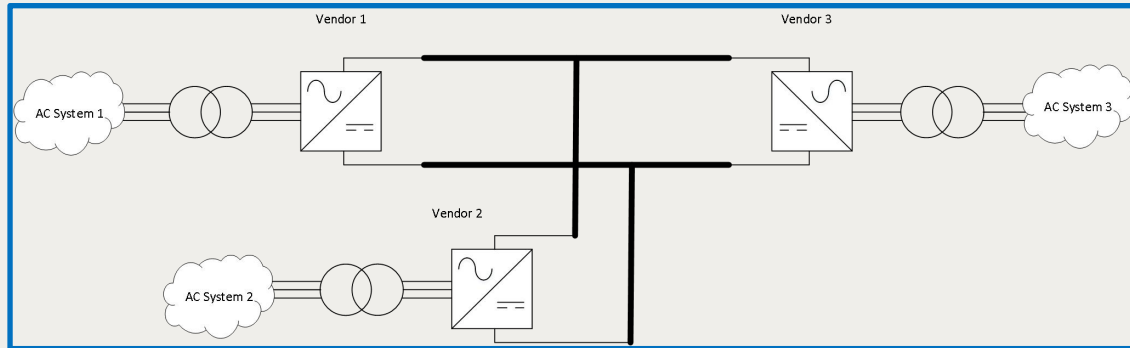 Vendor 1
Vendor 3
AC System 1
AC System 3
Vendor 2
AC System 2